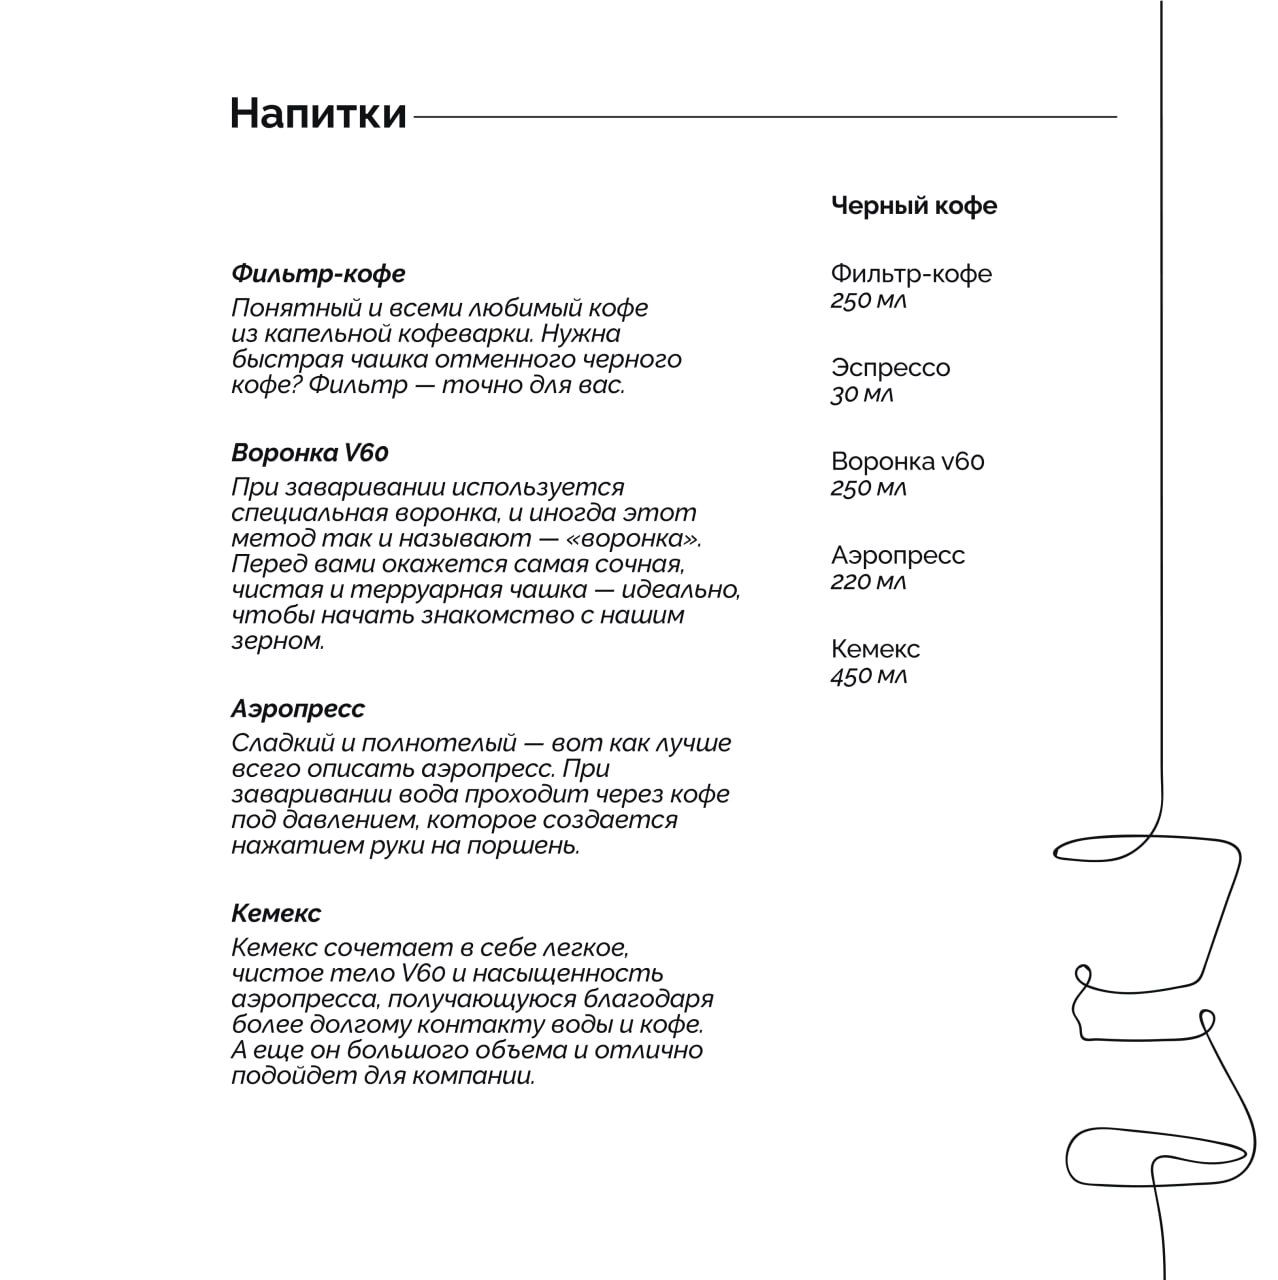 Напитки
Фильтр-кофе
Понятный и всеми любимый кофе
из капельной кофеварки. Нужна
быстрая чашка отменного черного
кофе? Фильтр — точно для вас.
Воронка V60
При заваривании используется
специальная воронка, и иногда этот
метод так и называют — «воронка».
Перед вами окажется самая сочная,
чистая и терруарная чашка — идеально,
чтобы начать знакомство с нашим
зерном.
Аэропресс
Сладкий и полнотелый — вот как лучше
всего описать аэропресс. При
заваривании вода проходит через кофе
под давлением, которое создается
нажатием руки на поршень.
Кемекс
Кемекс сочетает в себе легкое,
чистое тело V60 и насыщенность
аэропресса, получающуюся благодаря
более долгому контакту воды и кофе.
А еще он большого объема и отлично
подойдет для компании.
Черный кофе
Фильтр-кофе
250 мл
Эспрессо
30 мл
Воронка v60
250 мл
Аэропресс
220 мл
Кемекс
450 мл